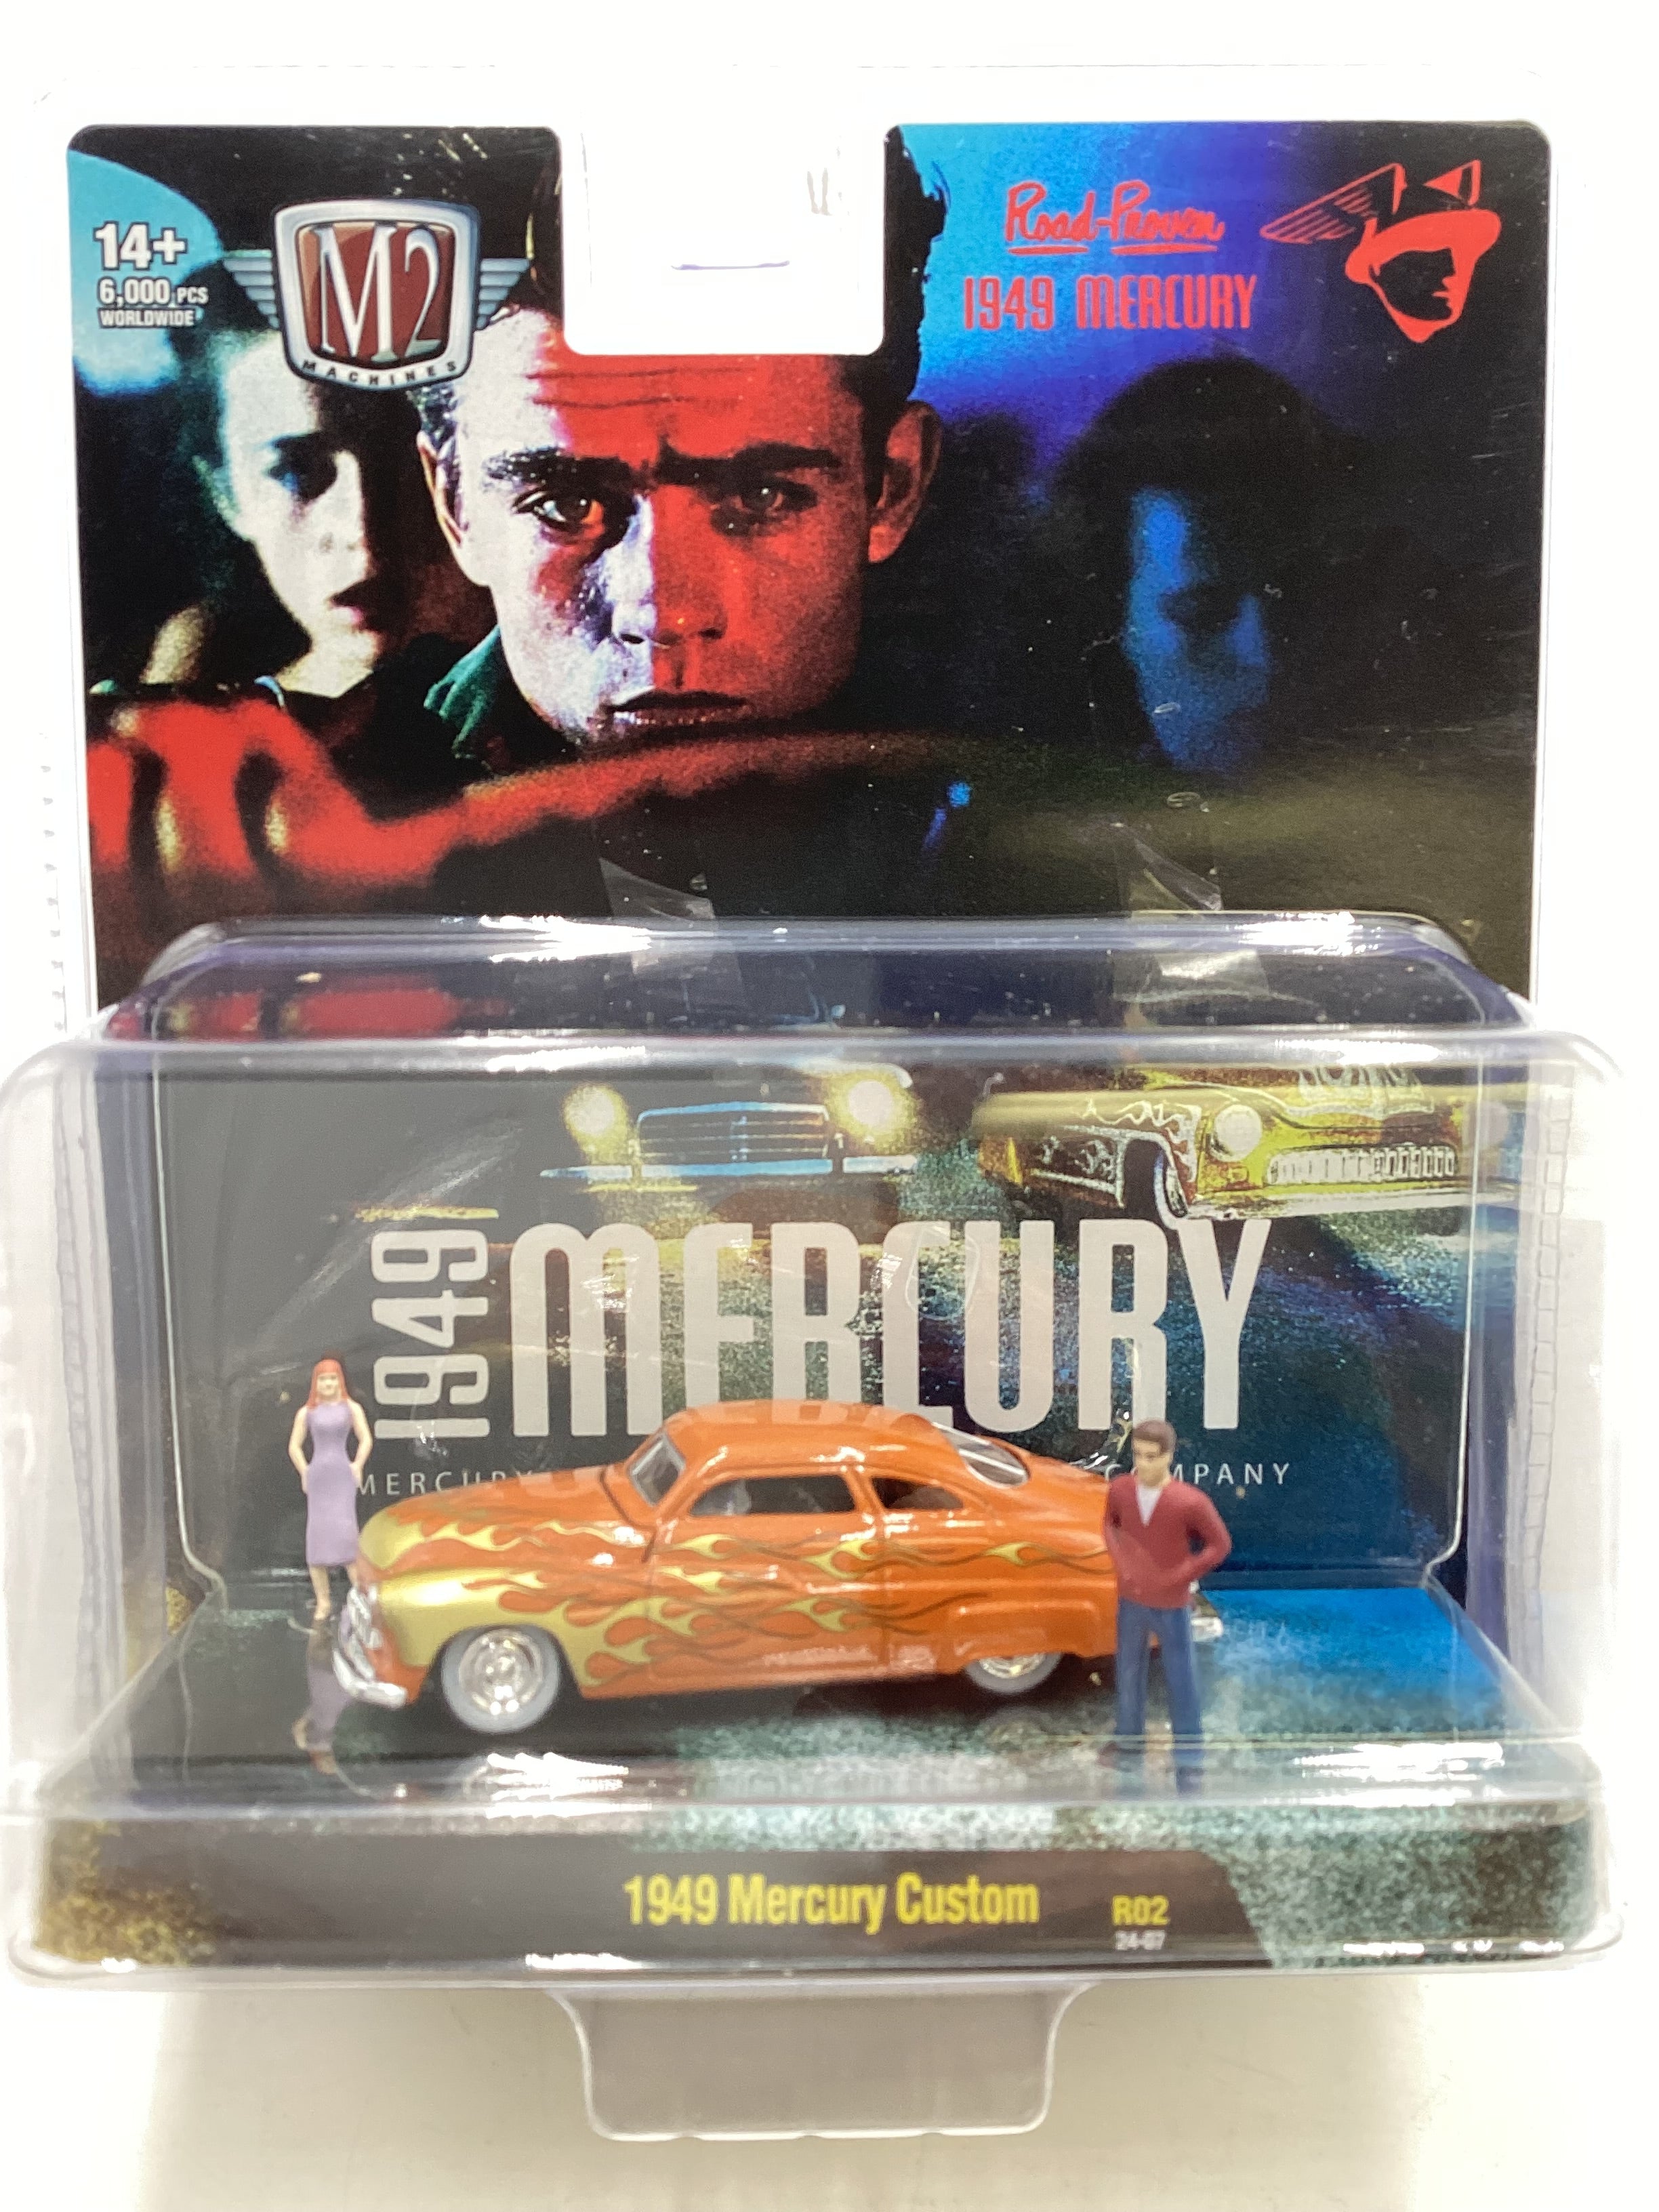 14+
6,000 PCS
WORLDWIDE
M2
MACHINES
Road-Proven
1949 MERCURY
1949 MERCURY
MERCURY
COMPANY
1949 Mercury Custom
R02
24-07